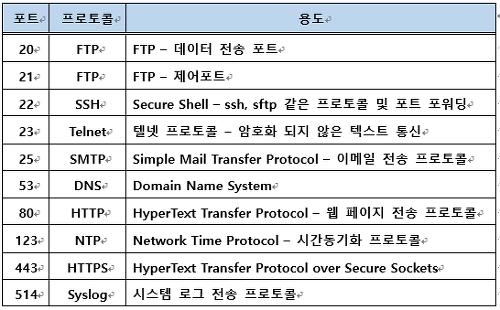 포트 프로토콜 용도
20 FTP FTP – 데이터 전송 포트
21 FTP FTP – 제어포트
22 SSH Secure Shell – ssh, sftp 같은 프로토콜 및 포트 포워딩
23 Telnet 텔넷 프로토콜 – 암호화 되지 않은 텍스트 통신
25 SMTP Simple Mail Transfer Protocol – 이메일 전송 프로토콜
53 DNS Domain Name System
80 HTTP HyperText Transfer Protocol – 웹 페이지 전송 프로토콜
123 NTP Network Time Protocol – 시간동기화 프로토콜
443 HTTPS HyperText Transfer Protocol over Secure Sockets
514 Syslog 시스템 로그 전송 프로토콜